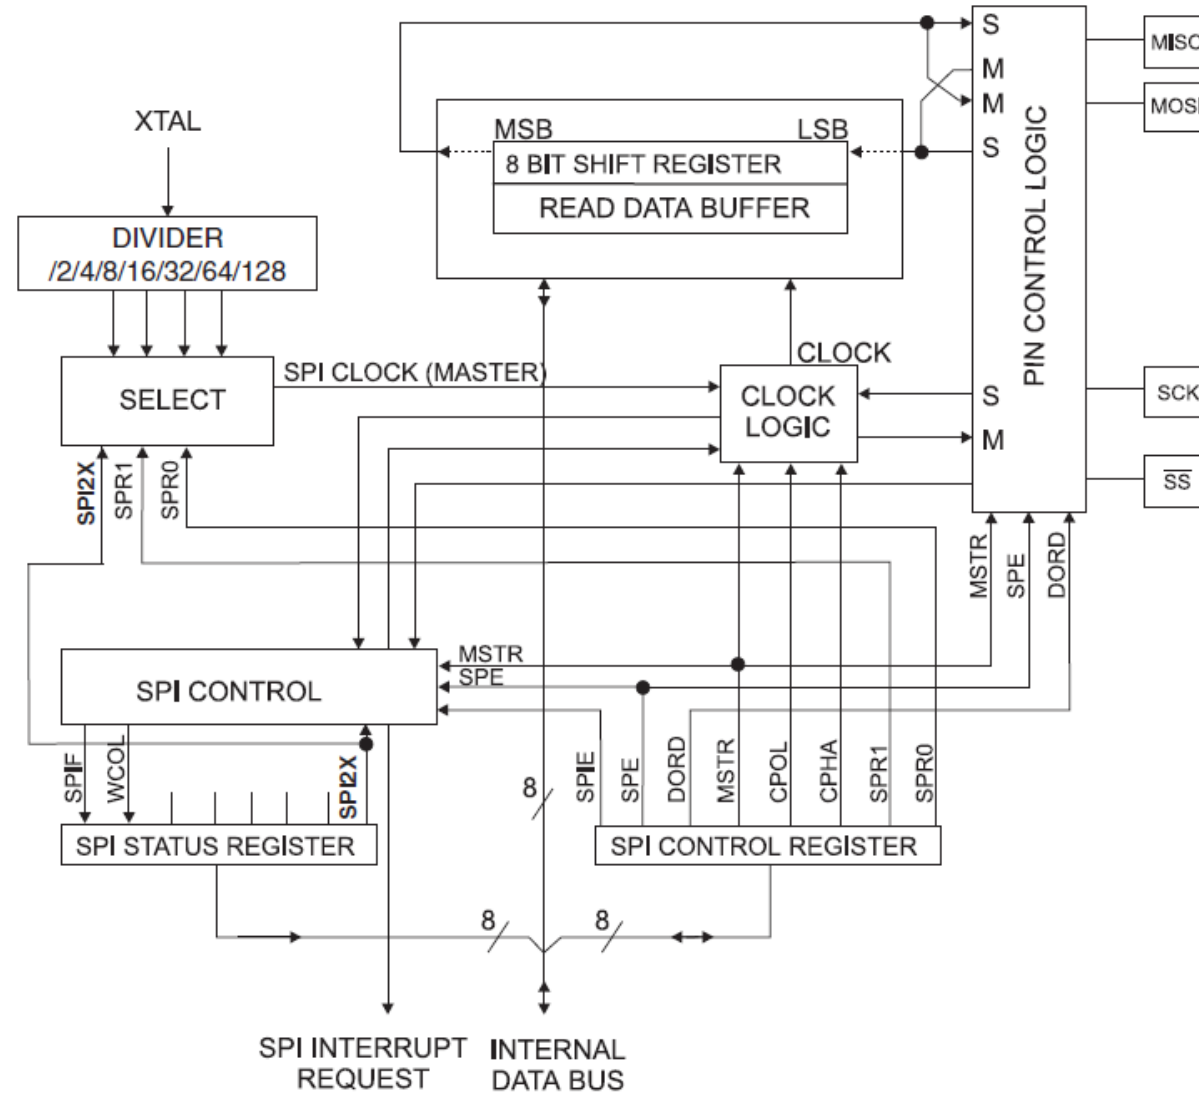 S
MISO
M
MSB
LSB
M
MOSI
XTAL
8 BIT SHIFT REGISTER
S
READ DATA BUFFER
PIN CONTROL LOGIC
DIVIDER
/2/4/8/16/32/64/128
CLOCK
SPI CLOCK (MASTER)
SELECT
CLOCK
LOGIC
S
SCK
M
SPI2X
SPR1
SPR0
SS
MSTR
SPE
DORD
MSTR
SPE
SPI CONTROL
SPIF
WCOL
SPI2X
8
SPIE
SPE
DORD
MSTR
CPOL
CPHA
SPR1
SPR0
SPI STATUS REGISTER
SPI CONTROL REGISTER
8
8
SPI INTERRUPT
REQUEST
INTERNAL
DATA BUS